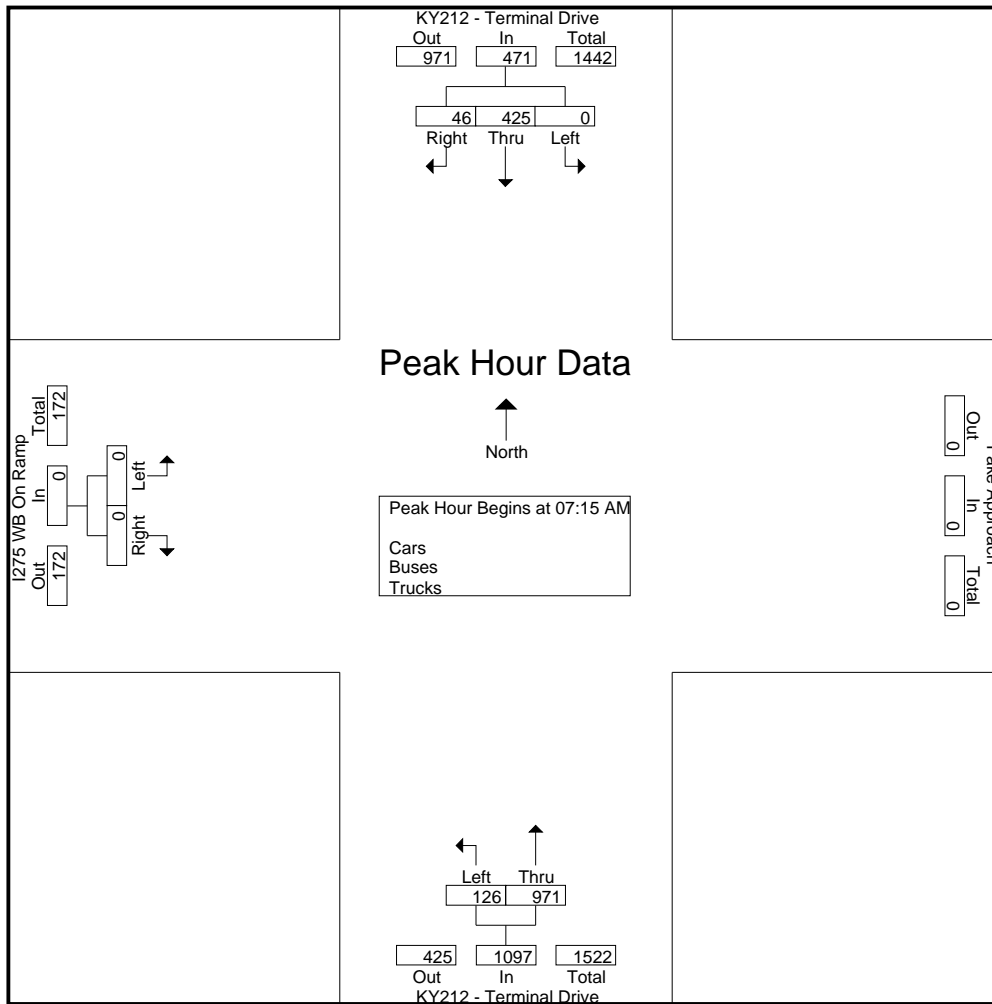 KY212 - Terminal Drive
Out In Total
971 471 1442
46 425 0
Right Thru Left
Peak Hour Data
North
Peak Hour Begins at 07:15 AM
Cars
Buses
Trucks
I275 WB On Ramp
Out In Total
172 0 172
0 0
Right Left
Out In Total
0 0 0
Approach
Left Thru
126 971
425 1097 1522
Out In Total
KY212 - Terminal Drive